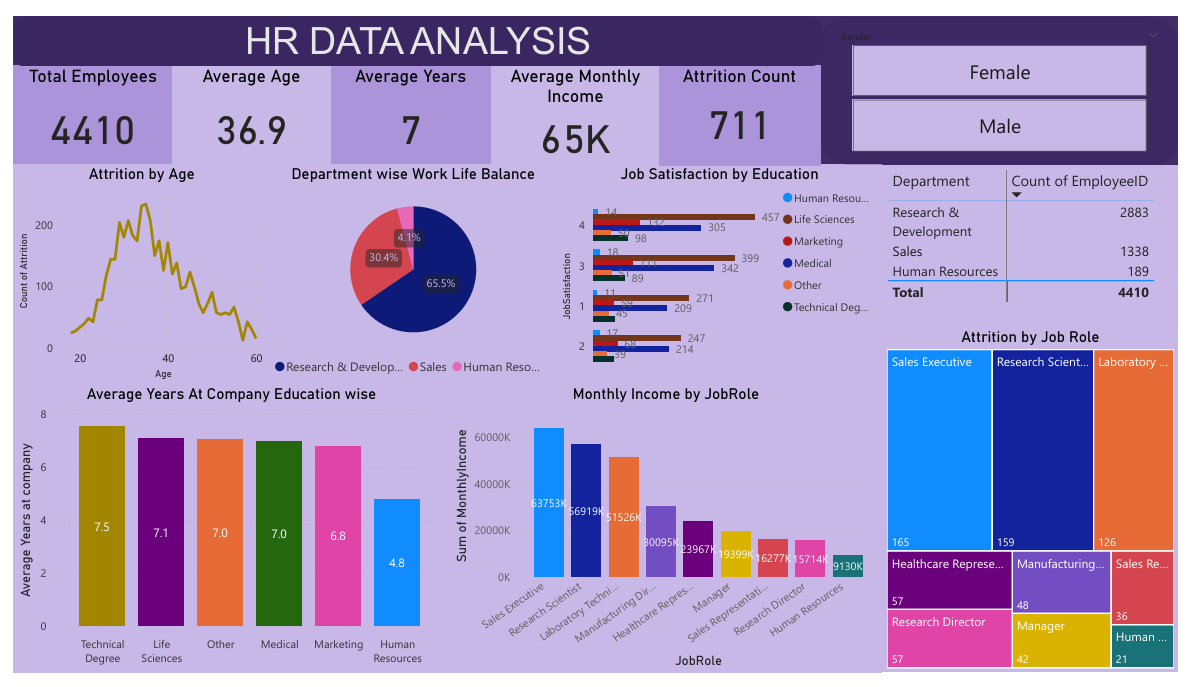 HR DATA ANALYSIS
Gender
Female
Male
Total Employees
4410
Average Age
36.9
Average Years
7
Average Monthly
Income
65K
Attrition Count
711
Attrition by Age
Count of Attrition
200
100
0
20
40
60
Age
Department wise Work Life Balance
4.1%
30.4%
65.5%
Research & Develop...
Sales
Human Reso...
Job Satisfaction by Education
JobSatisfaction
4
14
457
132
305
98
3
18
399
342
89
1
11
271
59
209
45
2
17
247
68
214
39
Human Resou...
Life Sciences
Marketing
Medical
Other
Technical Deg...
Department
Count of EmployeeID
Research &
Development
2883
Sales
1338
Human Resources
189
Total
4410
Average Years At Company Education wise
Average Years at company
8
6
4
2
0
7.5
7.1
7.0
7.0
6.8
4.8
Technical
Degree
Life
Sciences
Other
Medical
Marketing
Human
Resources
Monthly Income by JobRole
Sum of MonthlyIncome
60000K
40000K
20000K
0K
63753K
56919K
51526K
30095K
23967K
19399K
16277K
15714K
9130K
Sales Executive
Research Scientist
Laboratory Techni...
Manufacturing Dir...
Healthcare Repres...
Manager
Sales Representati...
Research Director
Human Resources
JobRole
Attrition by Job Role
Sales Executive
165
Research Scient...
159
Laboratory ...
126
Healthcare Represe...
57
Research Director
57
Manufacturing...
48
Manager
42
Sales Re...
36
Human ...
21